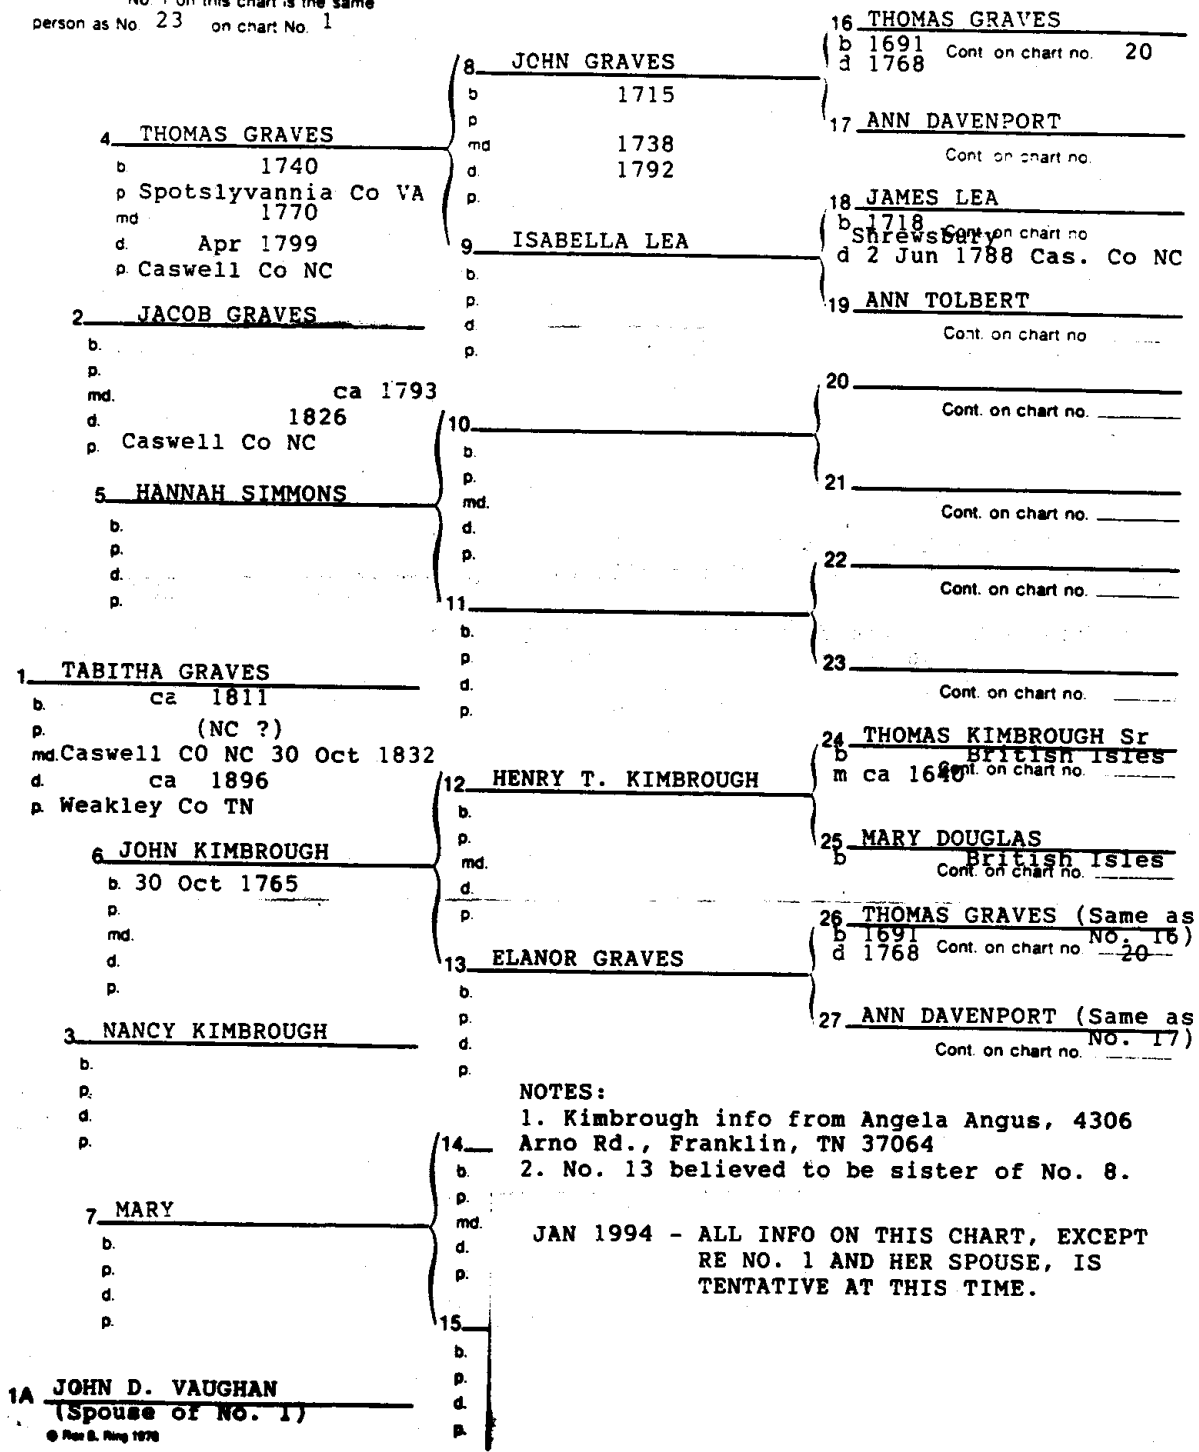 No. 1 on this chart is the same
person as No. 23 on chart No. 1
16 THOMAS GRAVES
b 1691 Cont on chart no. 20
d 1768
8 JOHN GRAVES
b 1715
p
md 1738
d. 1792
p.
17 ANN DAVENPORT
Cont on chart no.
4 THOMAS GRAVES
b. 1740
p Spotslyvannia Co VA
md 1770
d. Apr 1799
p. Caswell Co NC
18 JAMES LEA
b 1718 Cont on chart no
Shrewsbury
d 2 Jun 1788 Cas. Co NC
9 ISABELLA LEA
b.
p.
d.
p.
19 ANN TOLBERT
Cont. on chart no
2 JACOB GRAVES
b.
p.
md. ca 1793
d. 1826
p. Caswell Co NC
20
Cont. on chart no.
10
b.
p.
md.
d.
p.
21
Cont. on chart no.
5 HANNAH SIMMONS
b.
p.
d.
p.
22
Cont. on chart no.
11
b.
p.
d.
p.
23
Cont. on chart no.
1 TABITHA GRAVES
b. ca 1811
p. (NC ?)
md. Caswell CO NC 30 Oct 1832
d. ca 1896
p. Weakley Co TN
24 THOMAS KIMBROUGH Sr
b British Isles
m ca 1640 Cont. on chart no.
12 HENRY T. KIMBROUGH
b.
p.
md.
d.
p.
25 MARY DOUGLAS
b British Isles
Cont. on chart no.
6 JOHN KIMBROUGH
b. 30 Oct 1765
p.
md.
d.
p.
26 THOMAS GRAVES (Same as
b 1691 No. 16)
d 1768 Cont. on chart no. 20
13 ELANOR GRAVES
b.
p.
d.
p.
27 ANN DAVENPORT (Same as
No. 17)
Cont. on chart no.
3 NANCY KIMBROUGH
b.
p.
d.
p.
NOTES:
1. Kimbrough info from Angela Angus, 4306
Arno Rd., Franklin, TN 37064
2. No. 13 believed to be sister of No. 8.
14
b.
p.
md.
d.
p.
7 MARY
b.
p.
d.
p.
JAN 1994 - ALL INFO ON THIS CHART, EXCEPT
RE NO. 1 AND HER SPOUSE, IS
TENTATIVE AT THIS TIME.
15
b.
p.
d.
p.
1A JOHN D. VAUGHAN
(Spouse of No. 1)